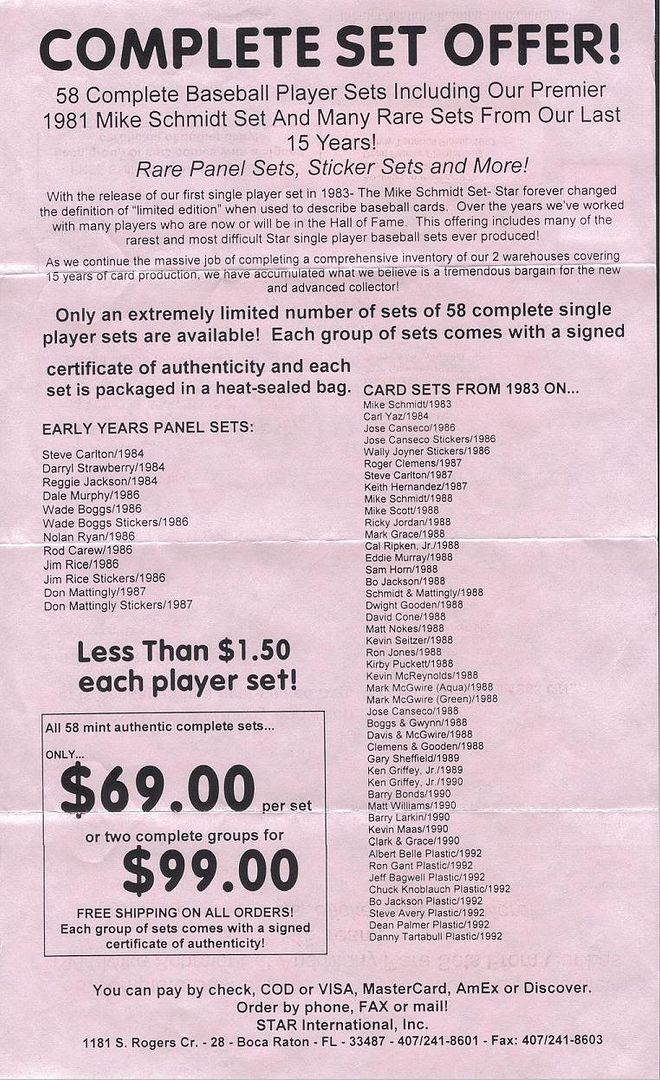 COMPLETE SET OFFER!
58 Complete Baseball Player Sets Including Our Premier
1981 Mike Schmidt Set And Many Rare Sets From Our Last
15 Years!
Rare Panel Sets, Sticker Sets and More!
With the release of our first single player set in 1983- The Mike Schmidt Set- Star forever changed
the definition of "limited edition" when used to describe baseball cards. Over the years we've worked
with many players who are now or will be in the Hall of Fame. This offering includes many of the
rarest and most difficult Star single player baseball sets ever produced!
As we continue the massive job of completing a comprehensive inventory of our 2 warehouses covering
15 years of card production, we have accumulated what we believe is a tremendous bargain for the new
and advanced collector!
Only an extremely limited number of sets of 58 complete single
player sets are available! Each group of sets comes with a signed
certificate of authenticity and each
set is packaged in a heat-sealed bag.
EARLY YEARS PANEL SETS:
Steve Carlton/1984
Darryl Strawberry/1984
Reggie Jackson/1984
Dale Murphy/1986
Wade Boggs/1986
Wade Boggs Stickers/1986
Nolan Ryan/1986
Rod Carew/1986
Jim Rice/1986
Jim Rice Stickers/1986
Don Mattingly/1987
Don Mattingly Stickers/1987
Less Than $1.50
each player set!
All 58 mint authentic complete sets...
ONLY...
$69.00 per set
or two complete groups for
$99.00
FREE SHIPPING ON ALL ORDERS!
Each group of sets comes with a signed
certificate of authenticity!
CARD SETS FROM 1983 ON...
Mike Schmidt/1983
Carl Yaz/1984
Jose Canseco/1986
Jose Canseco Stickers/1986
Wally Joyner Stickers/1986
Roger Clemens/1987
Steve Carlton/1987
Keith Hernandez/1987
Mike Schmidt/1988
Mike Scott/1988
Ricky Jordan/1988
Mark Grace/1988
Cal Ripken, Jr./1988
Eddie Murray/1988
Sam Horn/1988
Bo Jackson/1988
Schmidt & Mattingly/1988
Dwight Gooden/1988
David Cone/1988
Matt Nokes/1988
Kevin Seitzer/1988
Ron Jones/1988
Kirby Puckett/1988
Kevin McReynolds/1988
Mark McGwire (Aqua)/1988
Mark McGwire (Green)/1988
Jose Canseco/1988
Boggs & Gwynn/1988
Davis & McGwire/1988
Clemens & Gooden/1988
Gary Sheffield/1989
Ken Griffey, Jr./1989
Ken Griffey, Jr./1990
Barry Bonds/1990
Matt Williams/1990
Barry Larkin/1990
Kevin Maas/1990
Clark & Grace/1990
Albert Belle Plastic/1992
Ron Gant Plastic/1992
Jeff Bagwell Plastic/1992
Chuck Knoblauch Plastic/1992
Bo Jackson Plastic/1992
Steve Avery Plastic/1992
Dean Palmer Plastic/1992
Danny Tartabull Plastic/1992
You can pay by check, COD or VISA, MasterCard, AmEx or Discover.
Order by phone, FAX or mail!
STAR International, Inc.
1181 S. Rogers Cr. - 28 - Boca Raton - FL - 33487 - 407/241-8601 - Fax: 407/241-8603